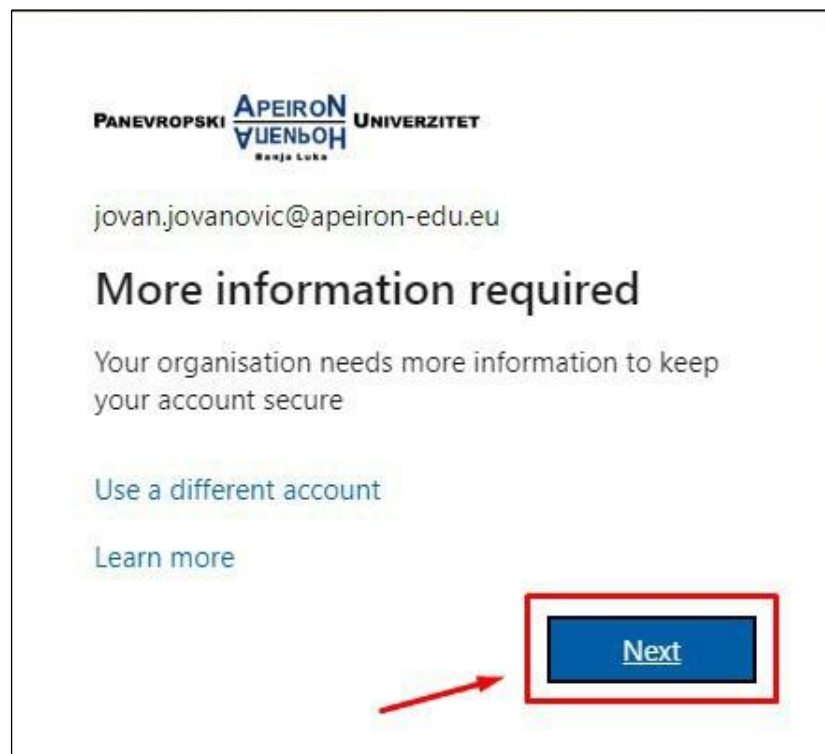 PANEVROPSKI APEIRON UNIVERZITET
АПЕЙРОН
Banja Luka
jovan.jovanovic@apeiron-edu.eu
More information required
Your organisation needs more information to keep
your account secure
Use a different account
Learn more
Next